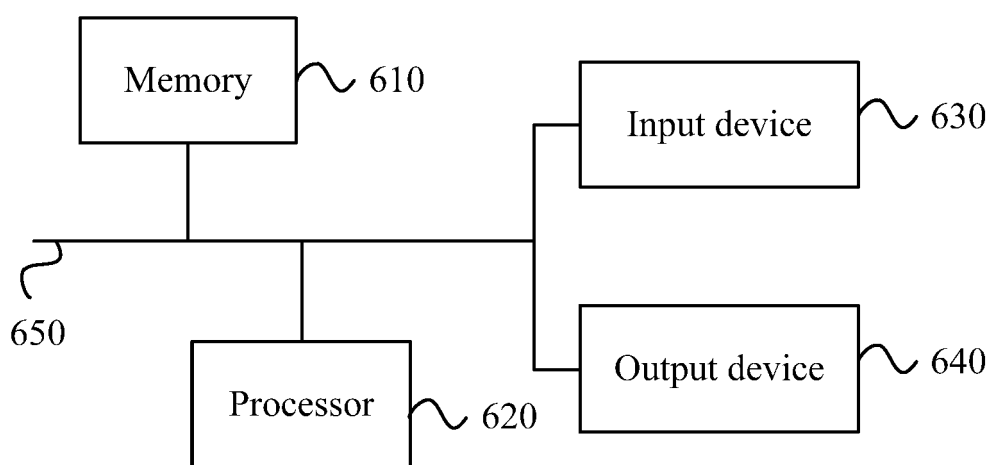 Memory
610
Input device
630
650
Processor
620
Output device
640